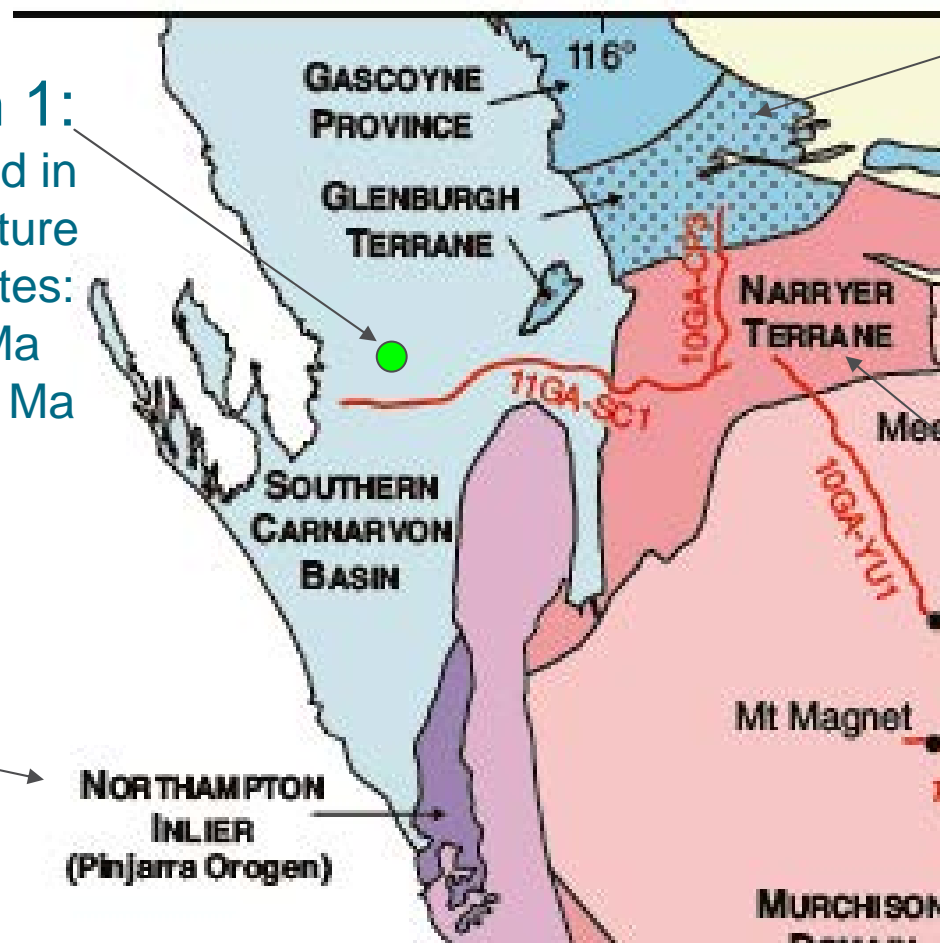 116°
GASCOYNE
PROVINCE
1:
d in
ture
tes:
Ma
Ma
GLENBURGH
TERRANE
10GA-CP3
NARRYER
TERRANE
11GA-SC1
Mee
10GA-YU1
SOUTHERN
CARNARVON
BASIN
Mt Magnet
NORTHAMPTON
INLIER
(Pinjarra Orogen)
MURCHISON